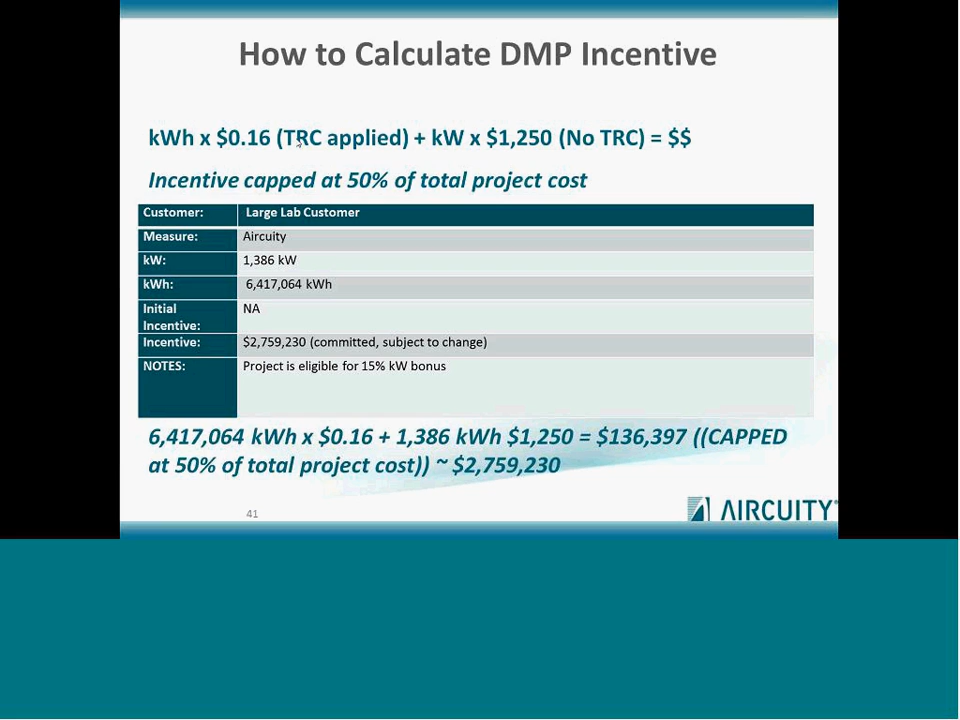 How to Calculate DMP Incentive
kWh x $0.16 (TRC applied) + kW x $1,250 (No TRC) = $$
Incentive capped at 50% of total project cost
Customer: Large Lab Customer
Measure: Aircuity
kW: 1,386 kW
kWh: 6,417,064 kWh
Initial NA
Incentive:
Incentive: $2,759,230 (committed, subject to change)
NOTES: Project is eligible for 15% kW bonus
6,417,064 kWh x $0.16 + 1,386 kWh $1,250 = $136,397 ((CAPPED
at 50% of total project cost)) ~ $2,759,230
41
AIRCUITY